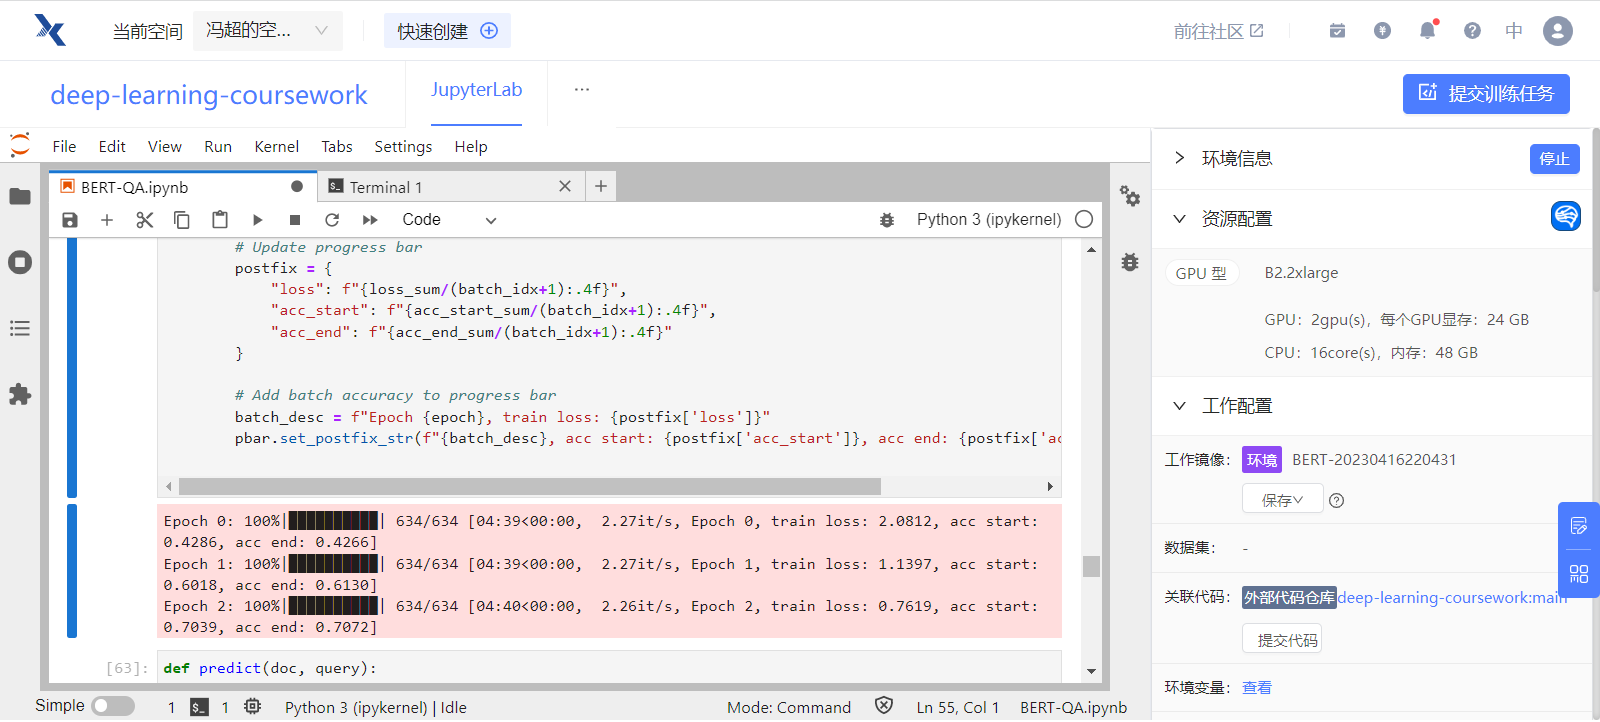 当前空间 冯超的空... 快速创建 前往社区 中
deep-learning-coursework JupyterLab ... 提交训练任务
File Edit View Run Kernel Tabs Settings Help
BERT-QA.ipynb Terminal 1
Code Python 3 (ipykernel)
# Update progress bar
postfix = {
"loss": f"{loss_sum/(batch_idx+1):.4f}",
"acc_start": f"{acc_start_sum/(batch_idx+1):.4f}",
"acc_end": f"{acc_end_sum/(batch_idx+1):.4f}"
}
# Add batch accuracy to progress bar
batch_desc = f"Epoch {epoch}, train loss: {postfix['loss']}"
pbar.set_postfix_str(f"{batch_desc}, acc start: {postfix['acc_start']}, acc end: {postfix['ac
Epoch 0: 100%|██████████| 634/634 [04:39<00:00, 2.27it/s, Epoch 0, train loss: 2.0812, acc start:
0.4286, acc end: 0.4266]
Epoch 1: 100%|██████████| 634/634 [04:39<00:00, 2.27it/s, Epoch 1, train loss: 1.1397, acc start:
0.6018, acc end: 0.6130]
Epoch 2: 100%|██████████| 634/634 [04:40<00:00, 2.26it/s, Epoch 2, train loss: 0.7619, acc start:
0.7039, acc end: 0.7072]
[63]: def predict(doc, query):
Simple 1 1 Python 3 (ipykernel) | Idle Mode: Command Ln 55, Col 1 BERT-QA.ipynb
环境信息 停止
资源配置
GPU 型 B2.2xlarge
GPU：2gpu(s)，每个GPU显存：24 GB
CPU：16core(s)，内存：48 GB
工作配置
工作镜像： 环境 BERT-20230416220431
保存
数据集： -
关联代码： 外部代码仓库 deep-learning-coursework:main
提交代码
环境变量： 查看